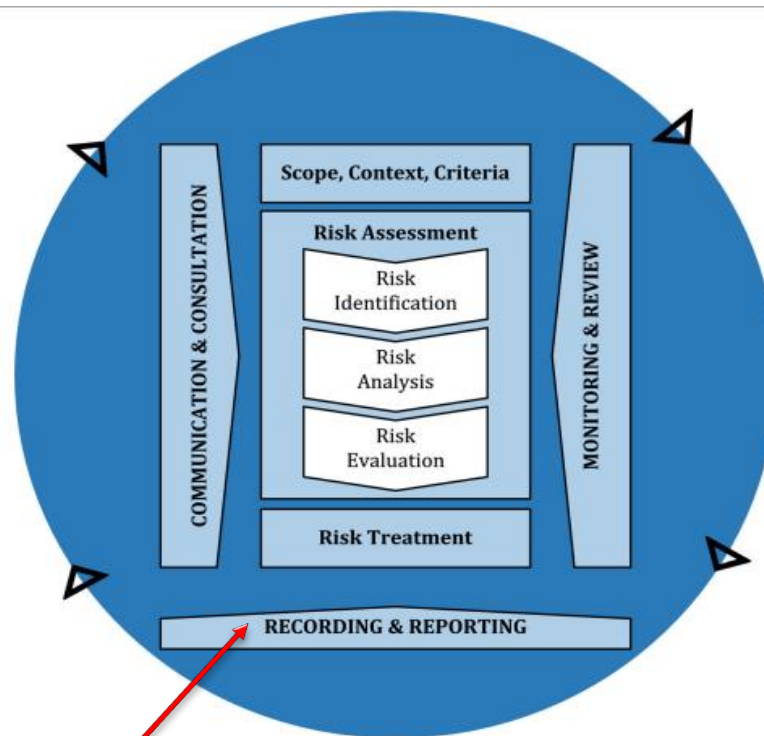 Scope, Context, Criteria
Risk Assessment
Risk
Identification
Risk
Analysis
Risk
Evaluation
Risk Treatment
COMMUNICATION & CONSULTATION
MONITORING & REVIEW
RECORDING & REPORTING